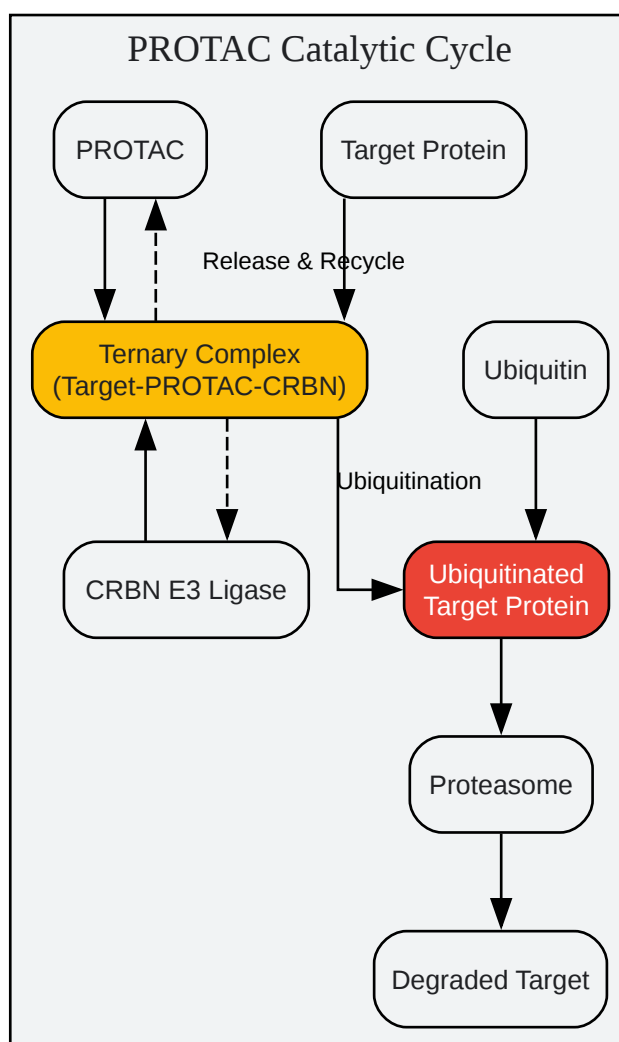 PROTAC Catalytic Cycle
PROTAC
Target Protein
Release & Recycle
Ternary Complex
(Target-PROTAC-CRBN)
Ubiquitin
Ubiquitination
CRBN E3 Ligase
Ubiquitinated
Target Protein
Proteasome
Degraded Target